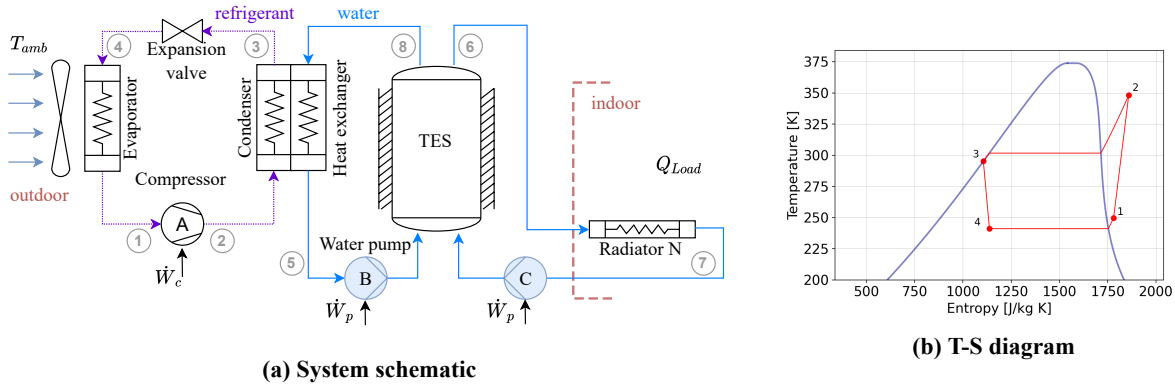 refrigerant
water
T_amb
4
Expansion
valve
3
8
6
Evaporator
Condenser
Heat exchanger
TES
indoor
Q_Load
outdoor
Compressor
A
1
2
Ẇ_c
5
Water pump
B
Ẇ_p
C
Ẇ_p
Radiator N
7
(a) System schematic
Temperature [K]
375
350
325
300
275
250
225
200
2
3
1
4
500 750 1000 1250 1500 1750 2000
Entropy [J/kg K]
(b) T-S diagram